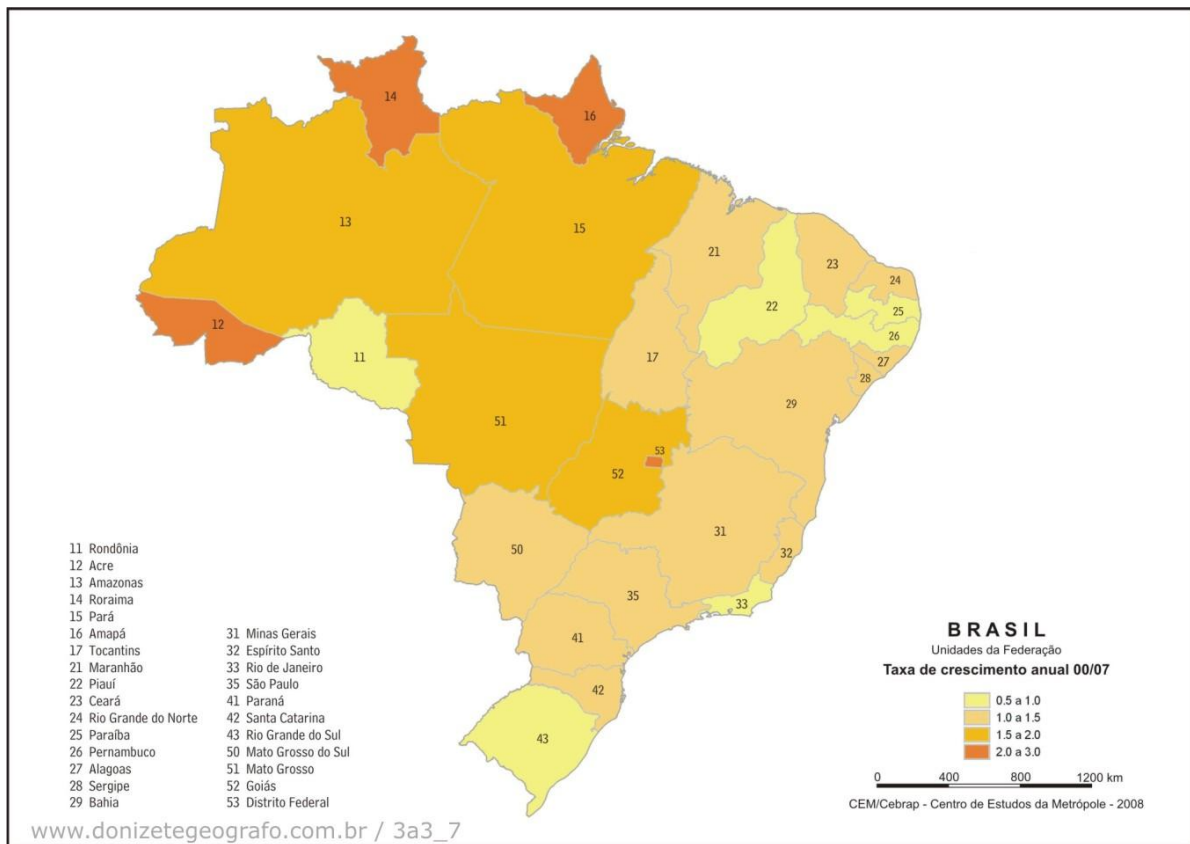 14
16
13
15
21
23
24
22
25
26
12
27
11
17
28
29
51
53
52
31
50
32
35
33
41
42
43
11 Rondônia
12 Acre
13 Amazonas
14 Roraima
15 Pará
16 Amapá
17 Tocantins
21 Maranhão
22 Piauí
23 Ceará
24 Rio Grande do Norte
25 Paraíba
26 Pernambuco
27 Alagoas
28 Sergipe
29 Bahia
31 Minas Gerais
32 Espírito Santo
33 Rio de Janeiro
35 São Paulo
41 Paraná
42 Santa Catarina
43 Rio Grande do Sul
50 Mato Grosso do Sul
51 Mato Grosso
52 Goiás
53 Distrito Federal
BRASIL
Unidades da Federação
Taxa de crescimento anual 00/07
0.5 a 1.0
1.0 a 1.5
1.5 a 2.0
2.0 a 3.0
0 400 800 1200 km
CEM/Cebrap - Centro de Estudos da Metrópole - 2008
www.donizetegeografo.com.br / 3a3_7